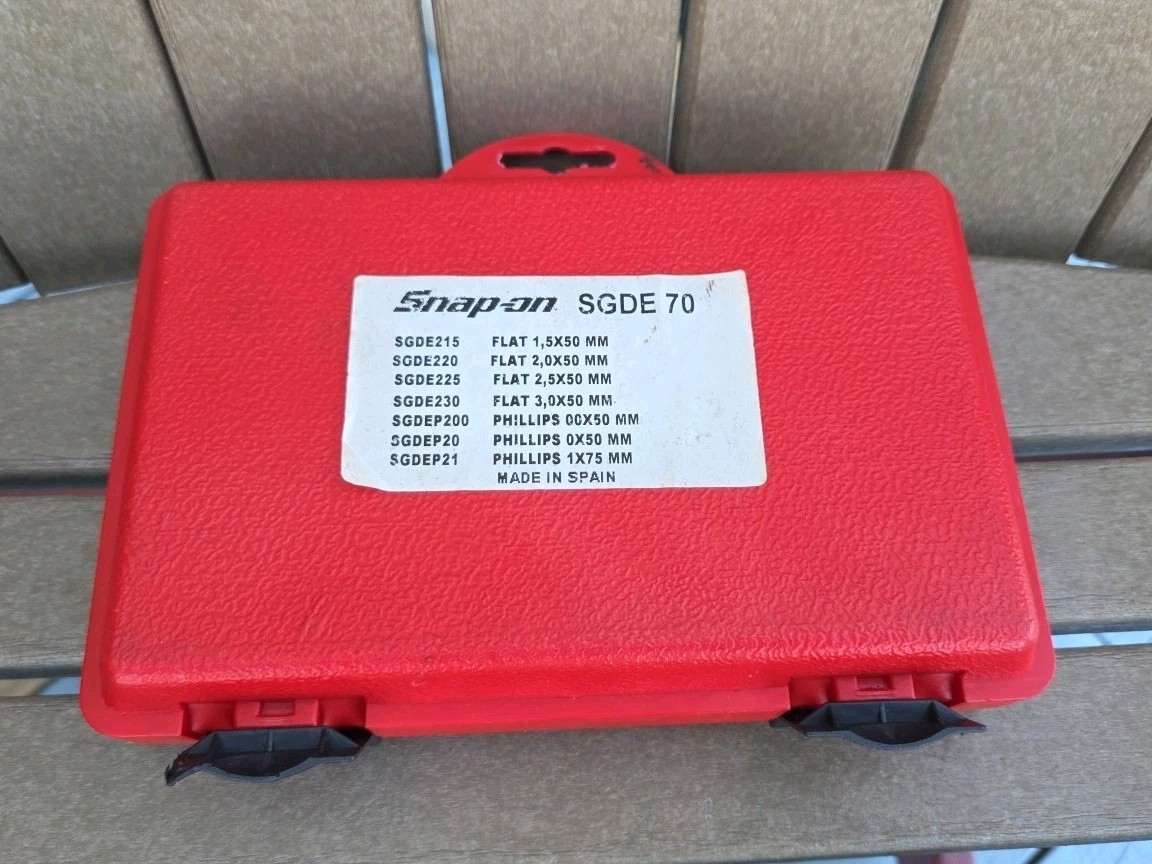 Snap-on SGDE 70
SGDE215 FLAT 1,5X50 MM
SGDE220 FLAT 2,0X50 MM
SGDE225 FLAT 2,5X50 MM
SGDE230 FLAT 3,0X50 MM
SGDEP200 PHILLIPS 00X50 MM
SGDEP20 PHILLIPS 0X50 MM
SGDEP21 PHILLIPS 1X75 MM
MADE IN SPAIN